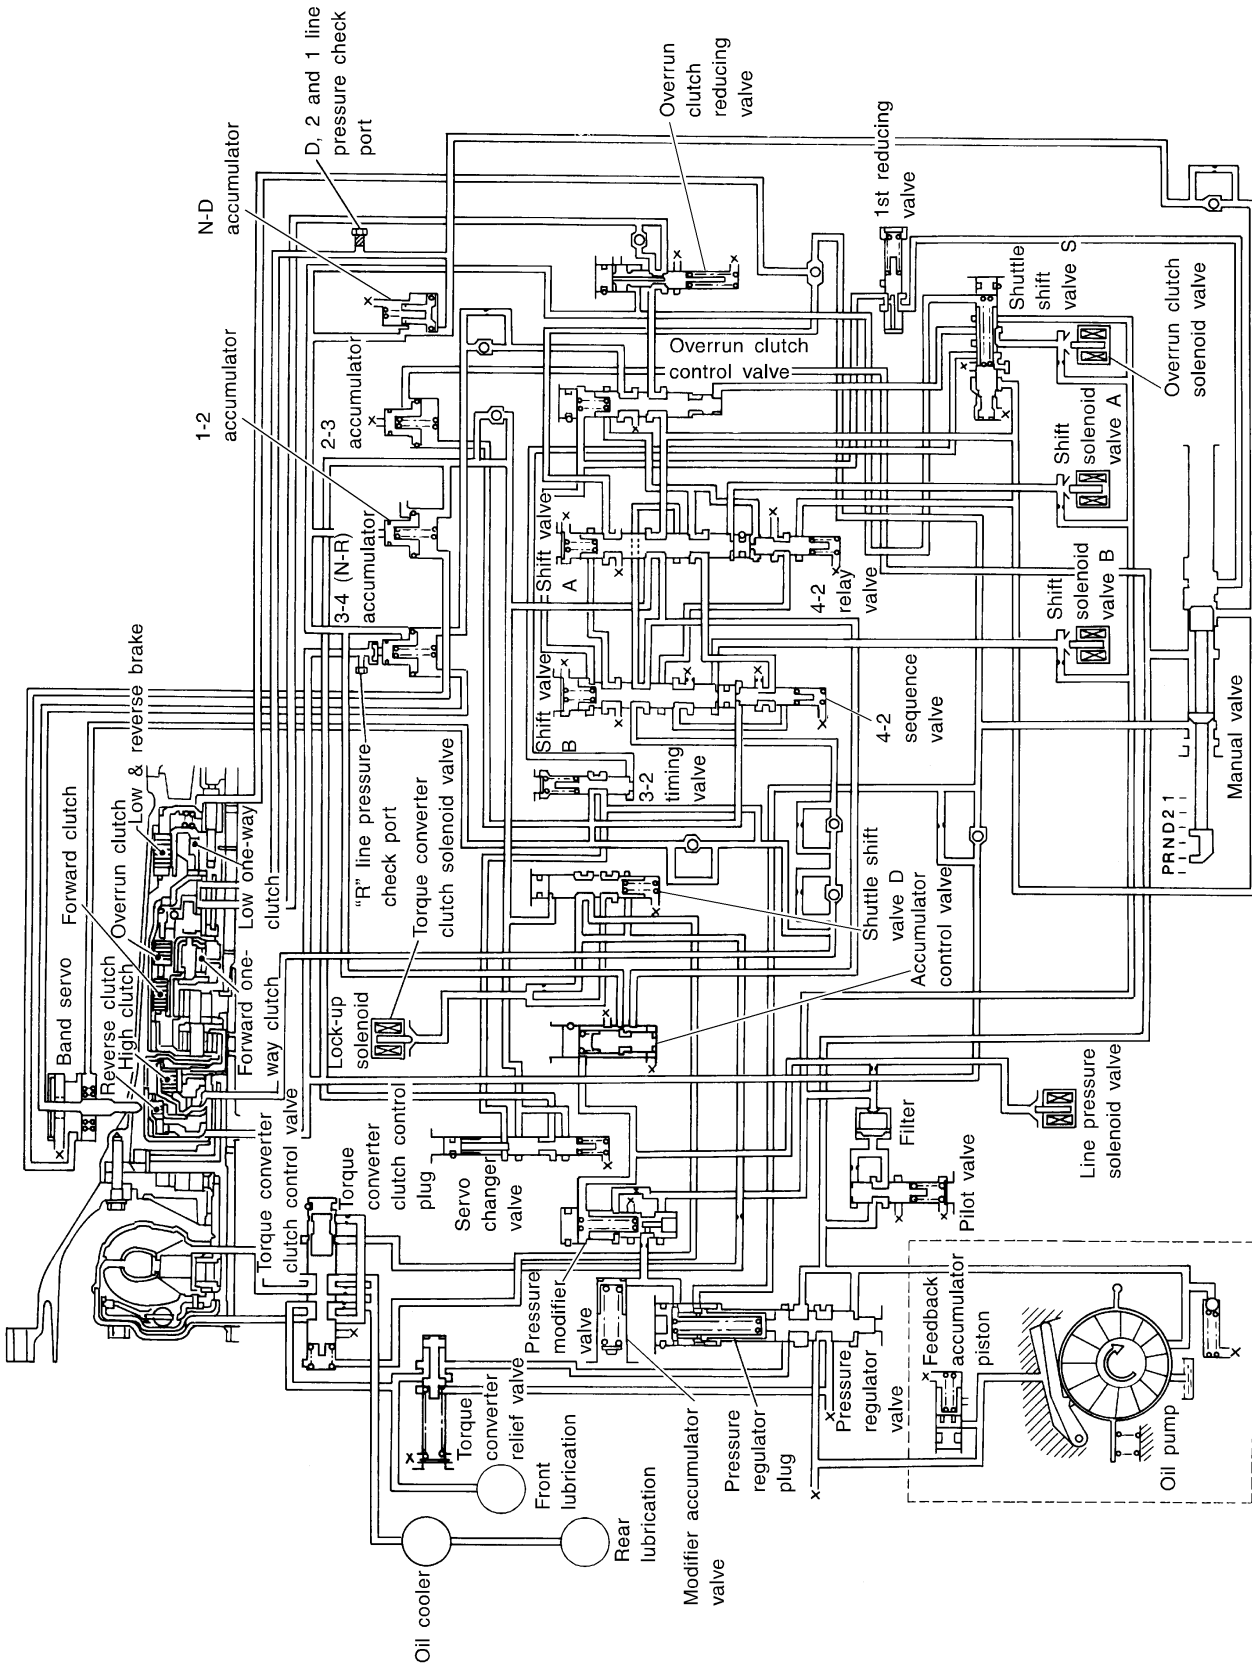 Band servo
Reverse clutch
High clutch
Forward clutch
Overrun clutch
Low & reverse brake
Low one-way
clutch
Forward one-
way clutch
Torque converter
clutch control valve
Torque
converter
clutch control
plug
"R" line pressure
check port
Torque converter
clutch solenoid valve
Lock-up
solenoid
3-4 (N-R)
accumulator
1-2
accumulator
2-3
accumulator
N-D
accumulator
D, 2 and 1 line
pressure check
port
Overrun
clutch
reducing
valve
Overrun clutch
control valve
Shift valve
A
Shift valve
B
4-2
relay
valve
4-2
sequence
valve
3-2
timing
valve
Shuttle shift
valve D
Accumulator
control valve
Servo
changer
valve
Pressure
modifier
valve
Torque
converter
relief valve
Front
lubrication
Oil cooler
Rear
lubrication
Modifier accumulator
valve
Pressure
regulator
plug
Pressure
regulator
valve
Feedback
accumulator
piston
Oil pump
Pilot valve
Filter
Line pressure
solenoid valve
1st reducing
valve
Shuttle
shift
valve S
Overrun clutch
solenoid valve
Shift
solenoid
valve A
Shift
solenoid
valve B
Manual valve
P R N D 2 1